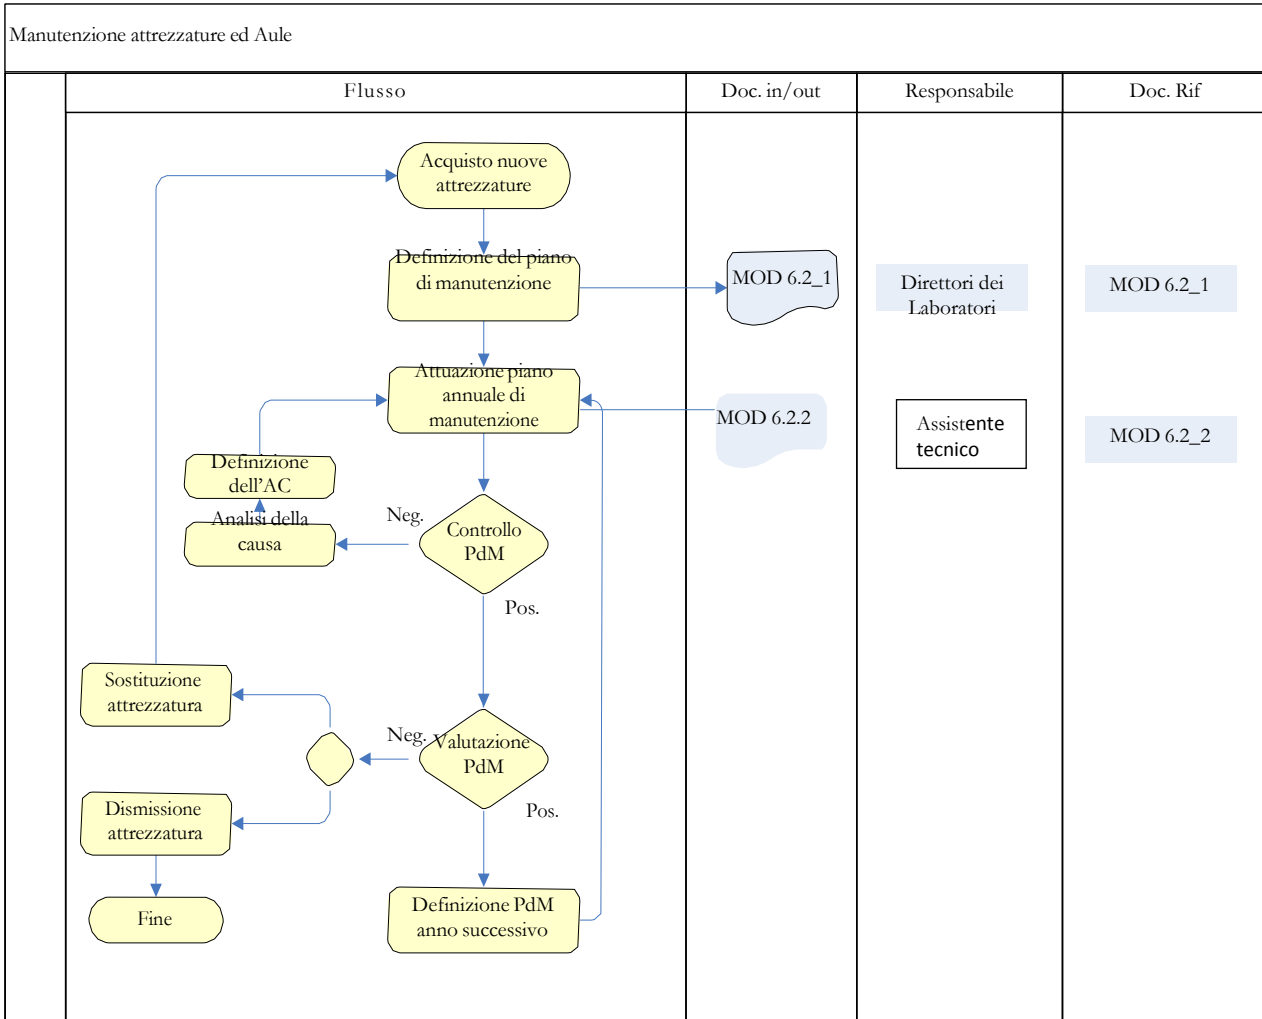 Manutenzione attrezzature ed Aule
Flusso
Doc. in/out
Responsabile
Doc. Rif
Acquisto nuove
attrezzature
Definizione del piano
di manutenzione
MOD 6.2_1
Direttori dei
Laboratori
MOD 6.2_1
Attuazione piano
annuale di
manutenzione
MOD 6.2.2
Assistente
tecnico
MOD 6.2_2
Definizione
dell'AC
Analisi della
causa
Neg.
Controllo
PdM
Pos.
Sostituzione
attrezzatura
Neg.
Valutazione
PdM
Pos.
Dismissione
attrezzatura
Fine
Definizione PdM
anno successivo